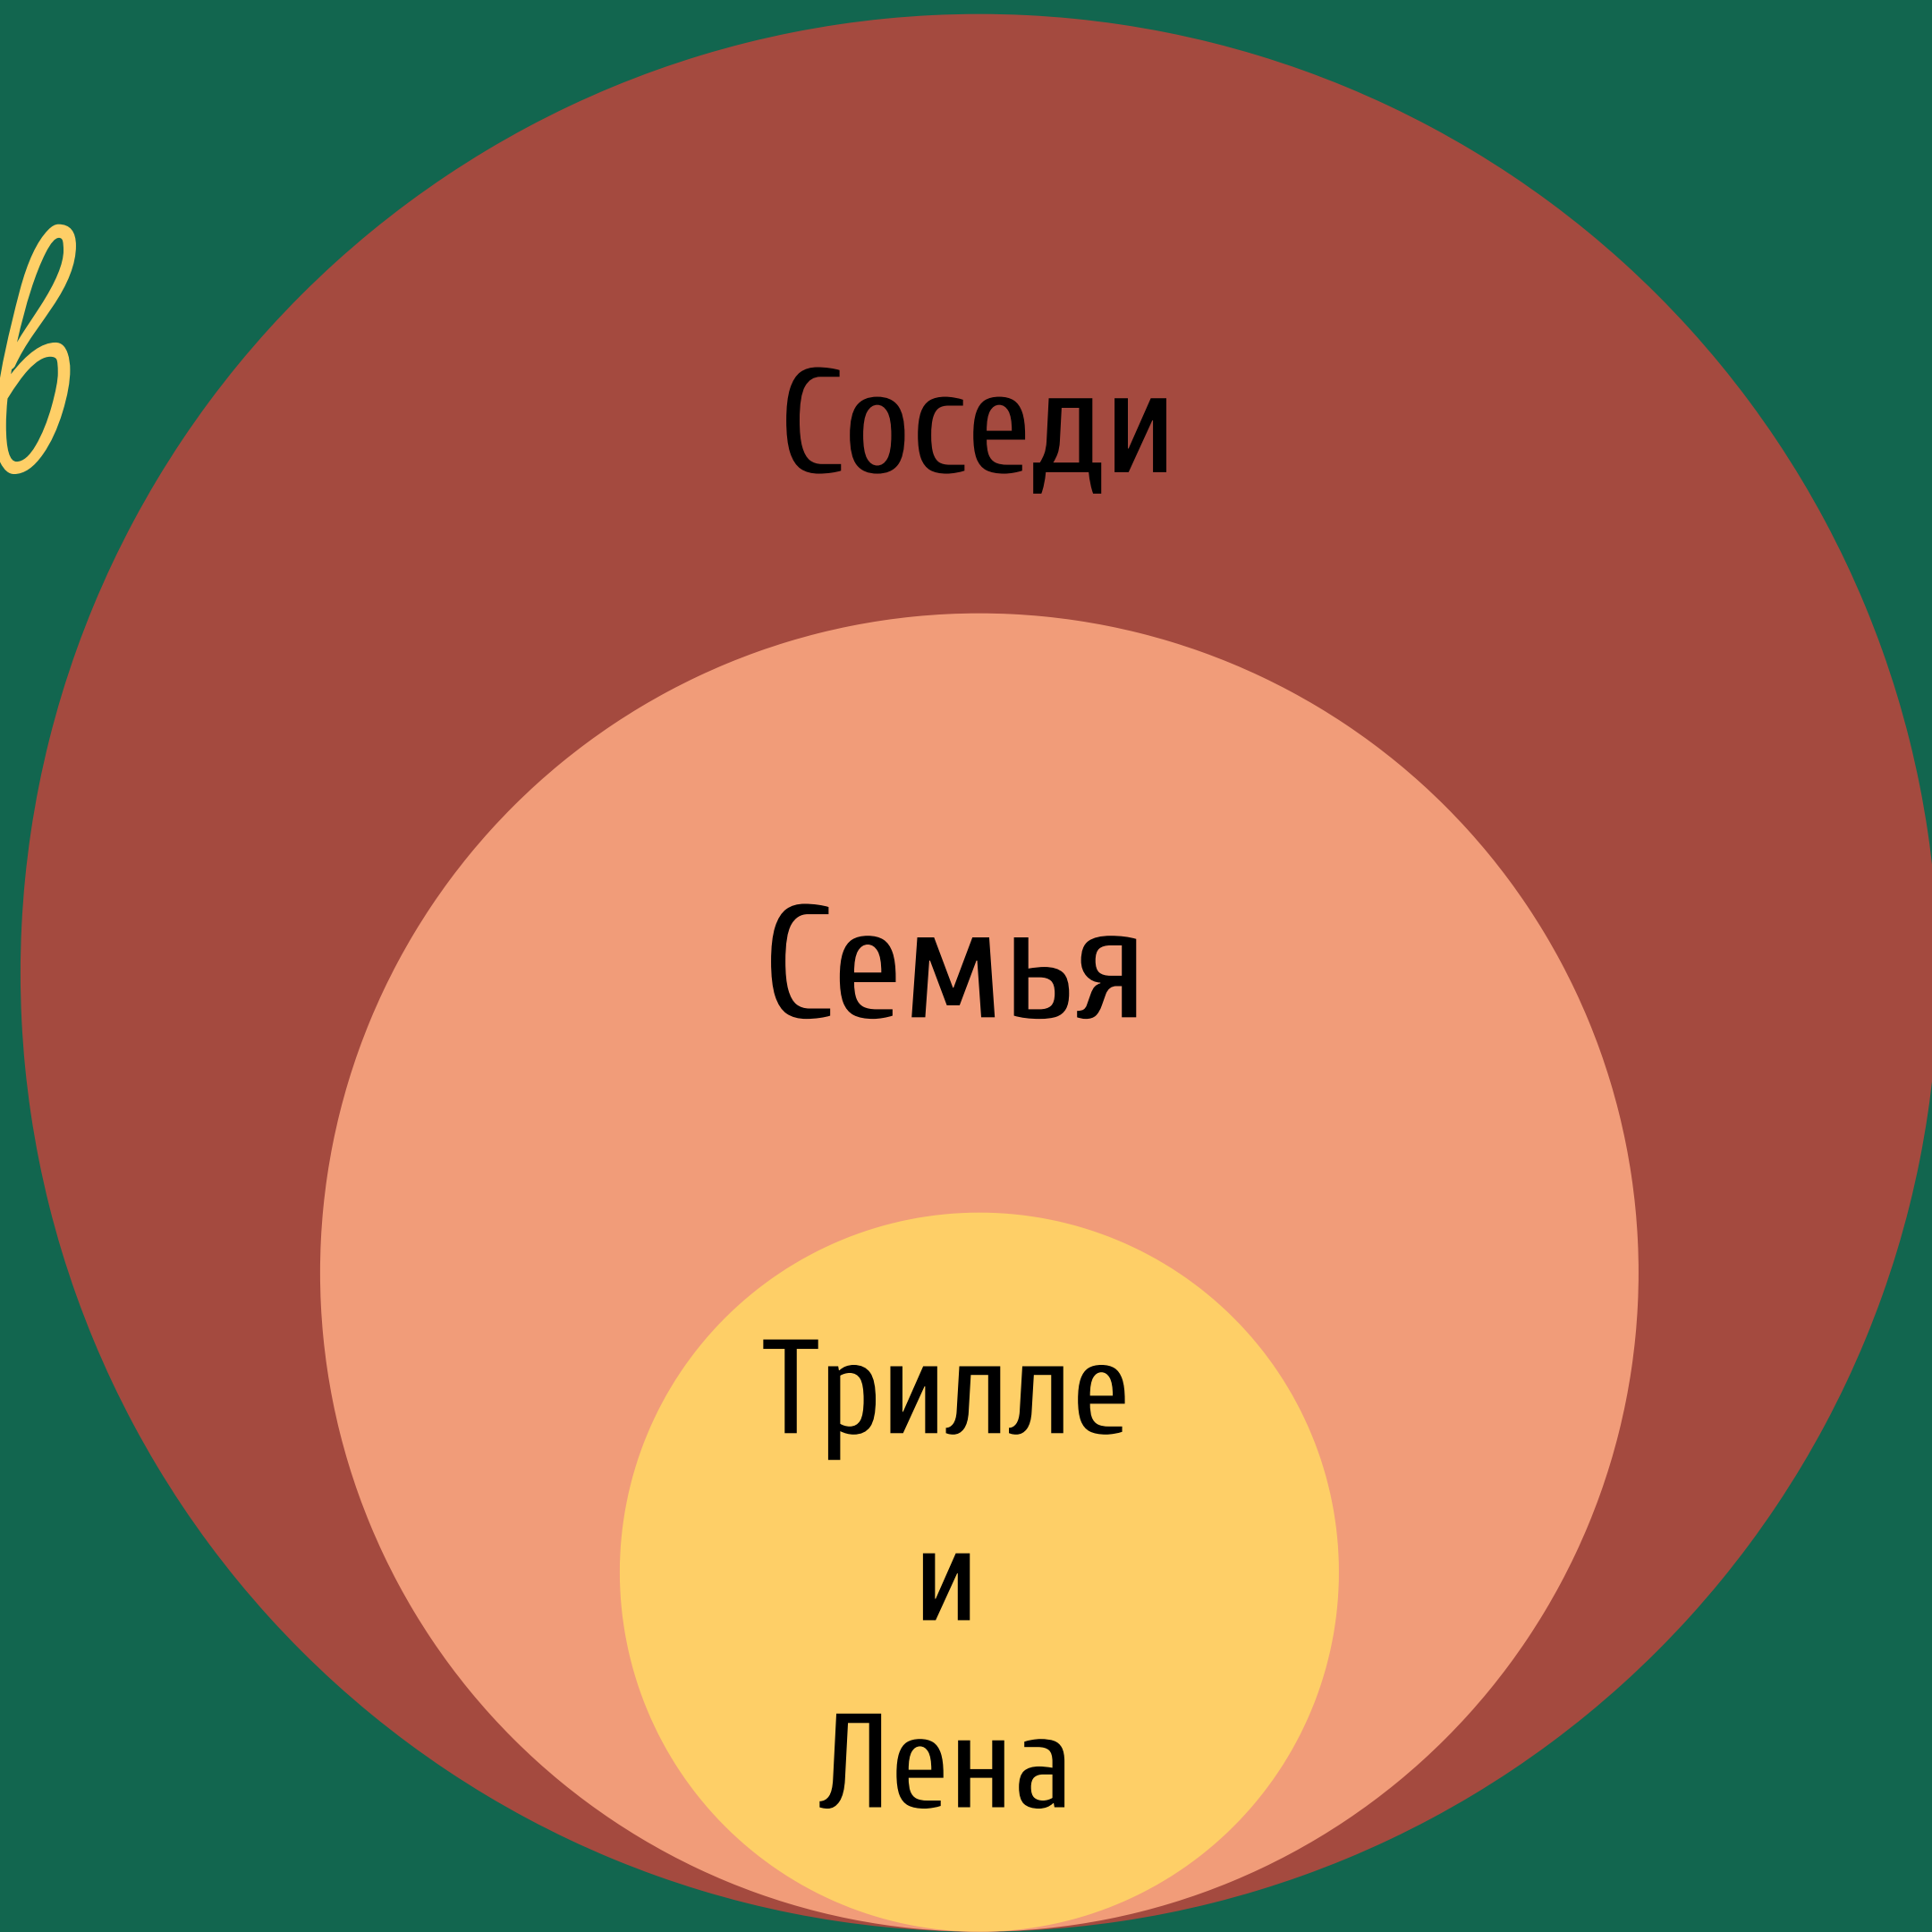 в
Соседи
Семья
Трилле
и
Лена